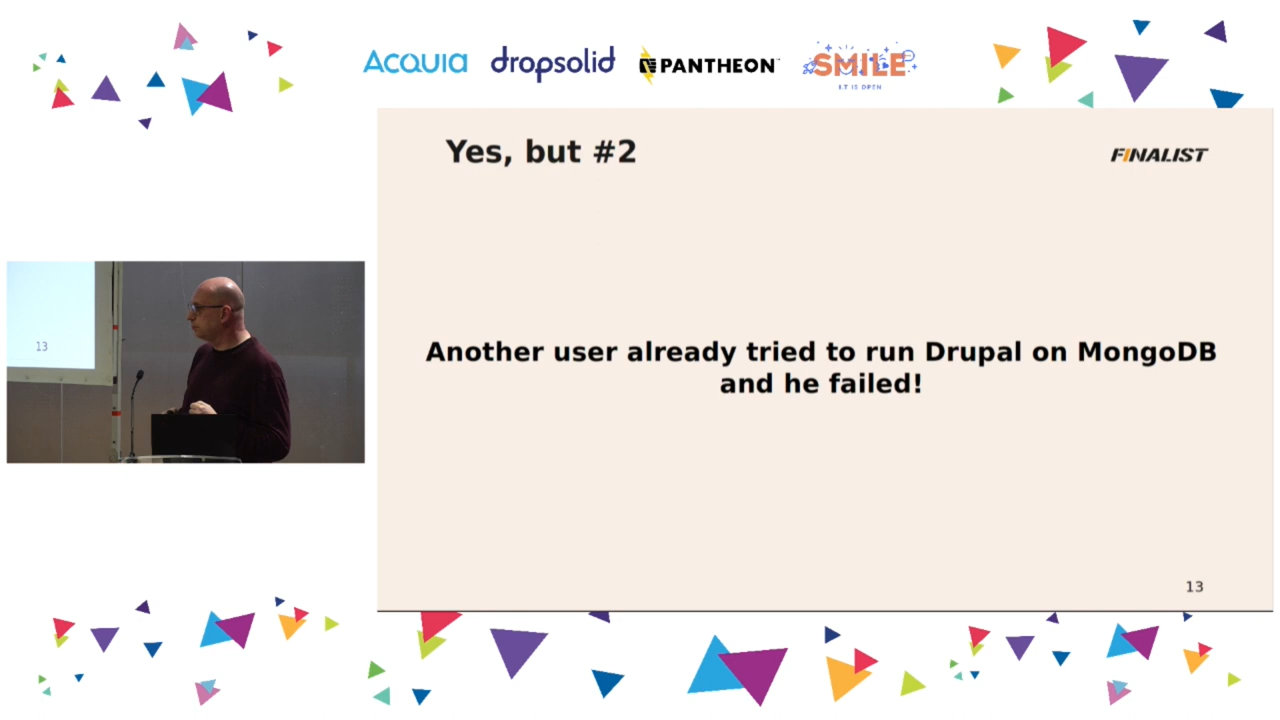 ACQUIA dropsolid PANTHEON SMILE
I.T IS OPEN
Yes, but #2
FINALIST
13
Another user already tried to run Drupal on MongoDB
and he failed!
13